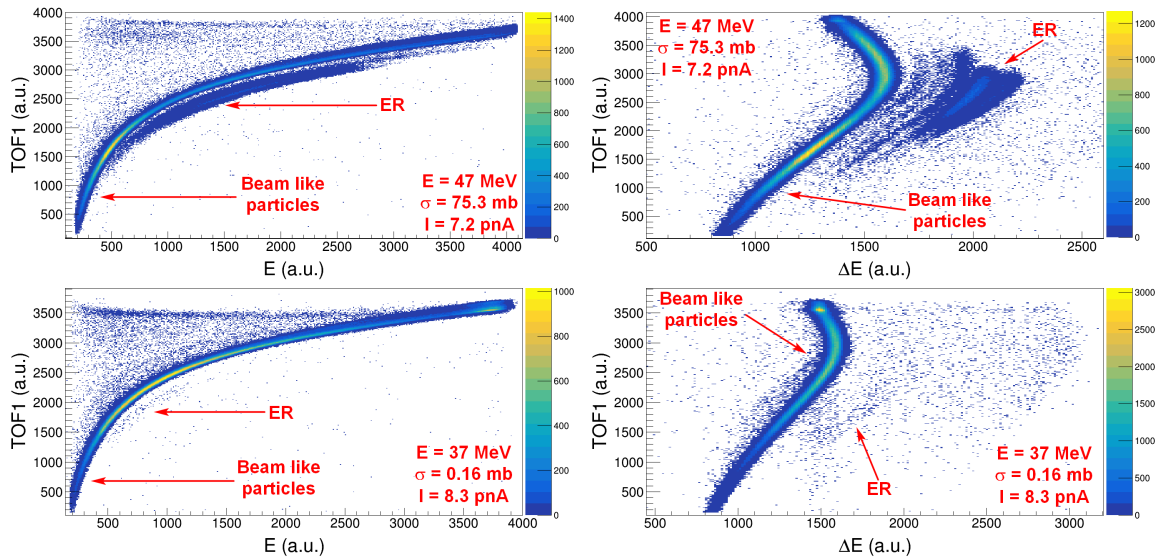 TOF1 (a.u.)
4000
3500
3000
2500
2000
1500
1000
500
ER
Beam like
particles
E = 47 MeV
σ = 75.3 mb
I = 7.2 pnA
500 1000 1500 2000 2500 3000 3500 4000
E (a.u.)
1400
1200
1000
800
600
400
200
0
TOF1 (a.u.)
4000
3500
3000
2500
2000
1500
1000
500
E = 47 MeV
σ = 75.3 mb
I = 7.2 pnA
ER
Beam like
particles
500 1000 1500 2000 2500
ΔE (a.u.)
1200
1000
800
600
400
200
0
TOF1 (a.u.)
3500
3000
2500
2000
1500
1000
500
ER
Beam like
particles
E = 37 MeV
σ = 0.16 mb
I = 8.3 pnA
500 1000 1500 2000 2500 3000 3500 4000
E (a.u.)
1000
800
600
400
200
0
TOF1 (a.u.)
3500
3000
2500
2000
1500
1000
500
Beam like
particles
ER
E = 37 MeV
σ = 0.16 mb
I = 8.3 pnA
500 1000 1500 2000 2500 3000
ΔE (a.u.)
3000
2500
2000
1500
1000
500
0